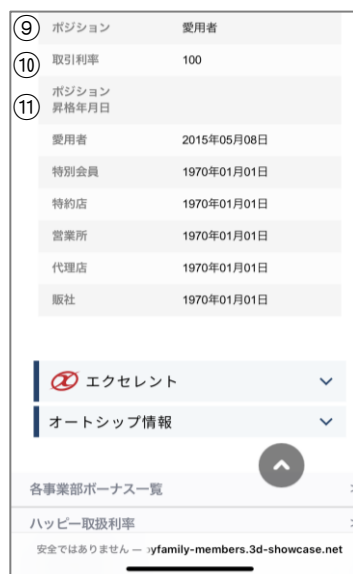 ⑨ ポジション 愛用者
⑩ 取引利率 100
⑪ ポジション
昇格年月日
愛用者 2015年05月08日
特別会員 1970年01月01日
特約店 1970年01月01日
営業所 1970年01月01日
代理店 1970年01月01日
販社 1970年01月01日
エクセレント
オートシップ情報
各事業部ボーナス一覧
ハッピー取扱利率
安全ではありません — yfamily-members.3d-showcase.net